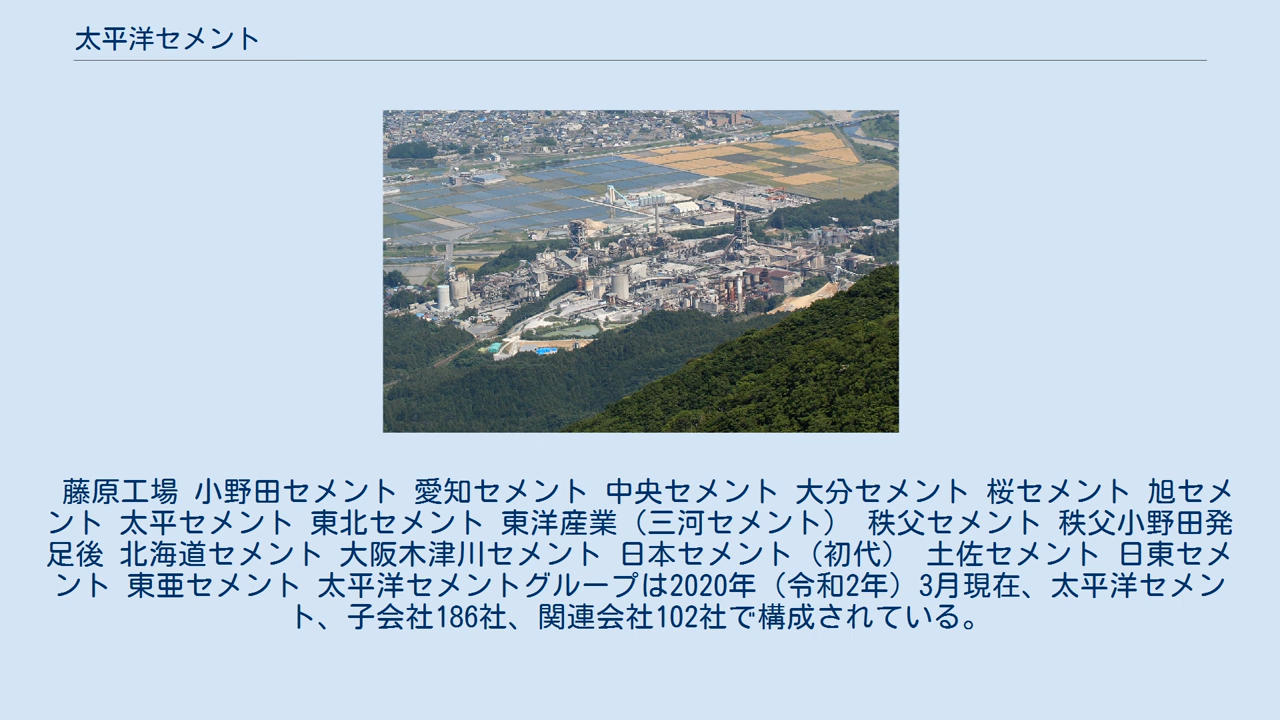 太平洋セメント
藤原工場 小野田セメント 愛知セメント 中央セメント 大分セメント 桜セメント 旭セメ
ント 太平セメント 東北セメント 東洋産業（三河セメント） 秩父セメント 秩父小野田発
足後 北海道セメント 大阪木津川セメント 日本セメント（初代） 土佐セメント 日東セメ
ント 東亜セメント 太平洋セメントグループは2020年（令和2年）3月現在、太平洋セメン
ト、子会社186社、関連会社102社で構成されている。